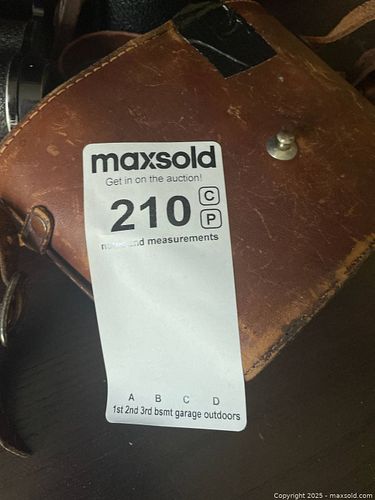 maxsold
Get in on the auction!
210 C
P
and measurements
A B C D
1st 2nd 3rd bsmt garage outdoors
Copyright 2025 - maxsold.com